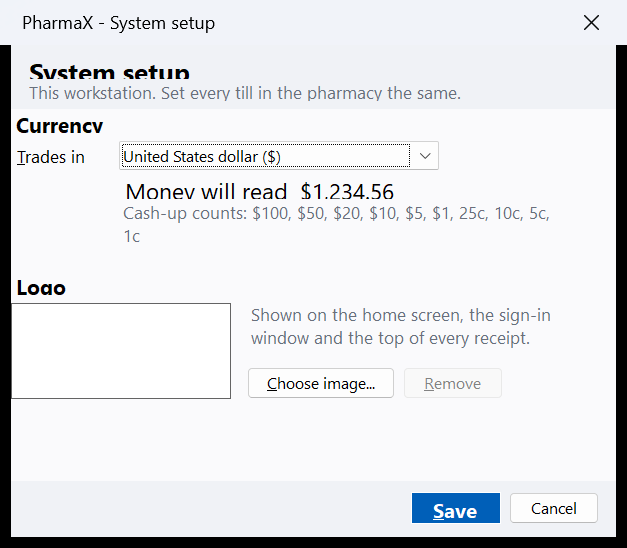 PharmaX - System setup
System setup
This workstation. Set every till in the pharmacy the same.
Currency
Trades in
United States dollar ($)
Money will read $1,234.56
Cash-up counts: $100, $50, $20, $10, $5, $1, 25c, 10c, 5c,
1c
Logo
Shown on the home screen, the sign-in
window and the top of every receipt.
Choose image...
Remove
Save
Cancel